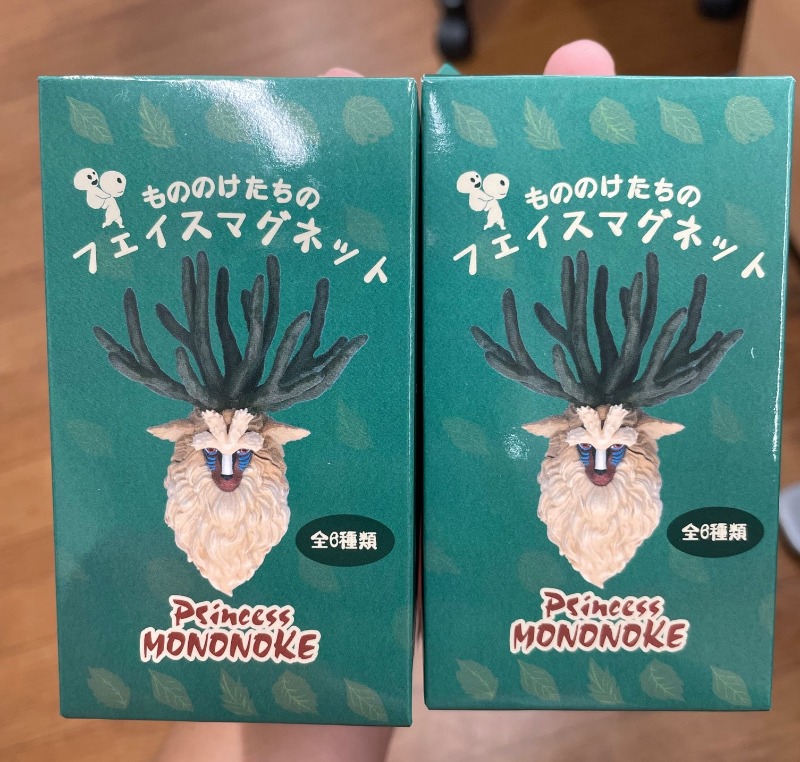 もののけたちの
フェイスマグネット
全6種類
Princess
MONONOKE
もののけたちの
フェイスマグネット
全6種類
Princess
MONONOKE